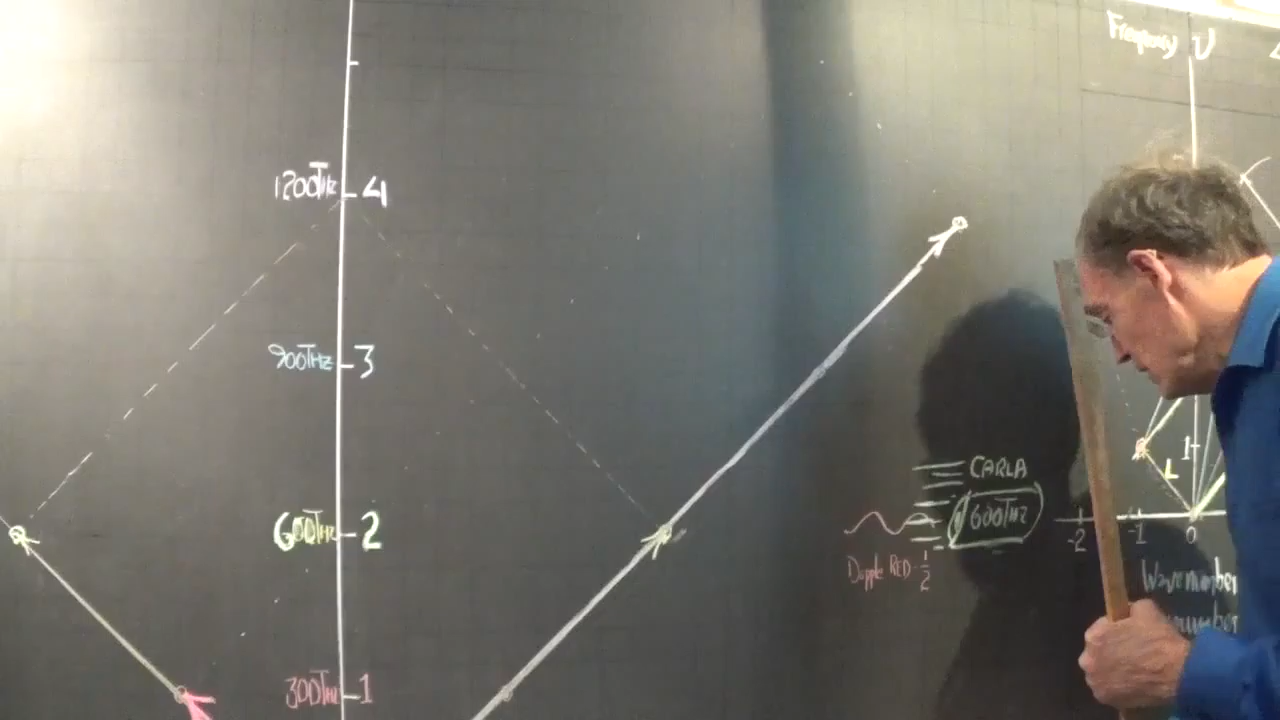 Frequency υ
1200THz 4
900THz 3
600THz 2
300THz 1
CARLA
600THz
Doppler RED 1/2
L
1
-2 -1 0
Wavenumber